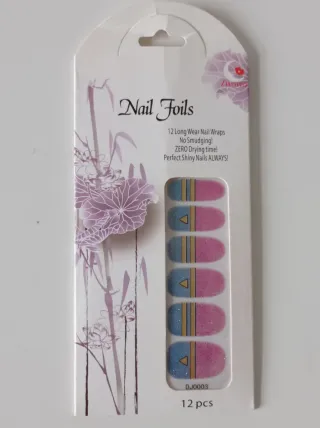 Nail Foils
12 Long Wear Nail Wraps
No Smudging!
ZERO Drying time!
Perfect Shiny Nails ALWAYS!
12 pcs